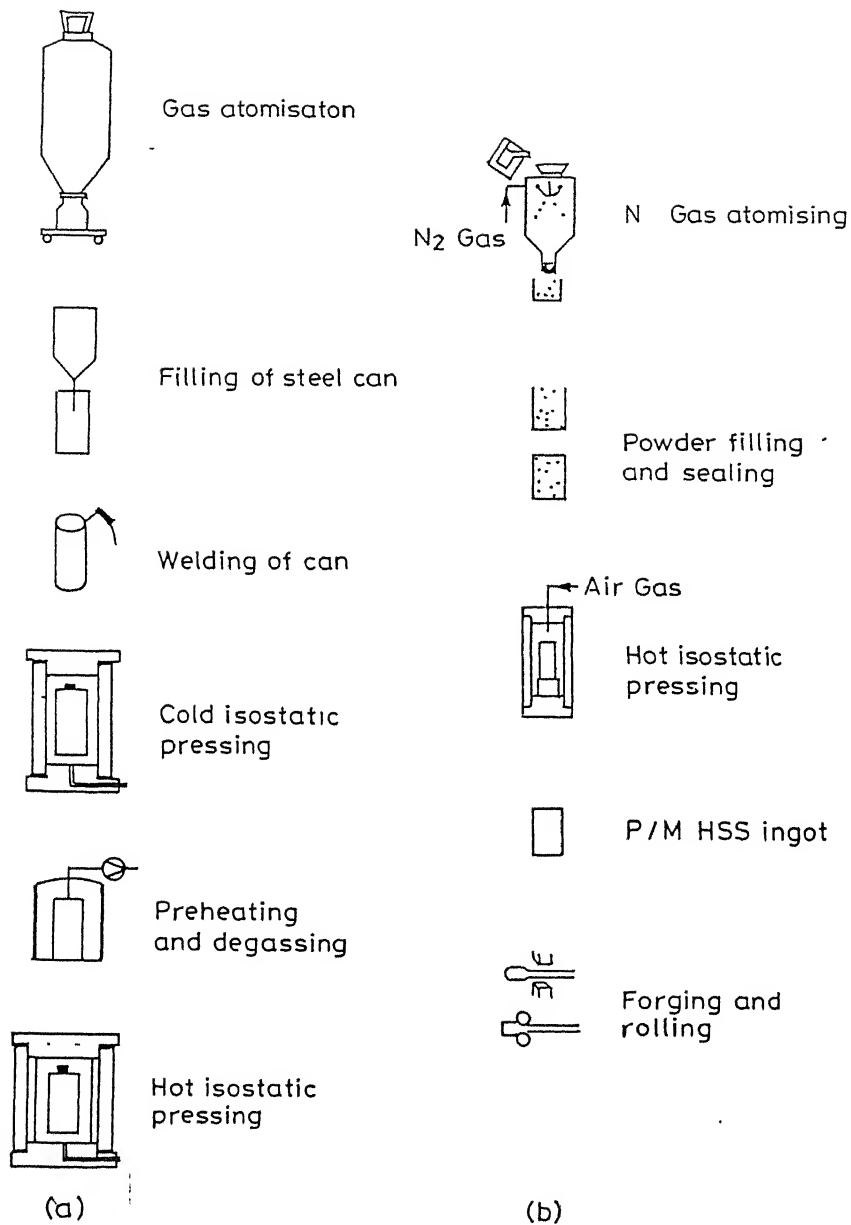 Gas atomisaton
Filling of steel can
Welding of can
Cold isostatic
pressing
Preheating
and degassing
Hot isostatic
pressing
(a)
N2 Gas
N Gas atomising
Powder filling
and sealing
Air Gas
Hot isostatic
pressing
P/M HSS ingot
Forging and
rolling
(b)